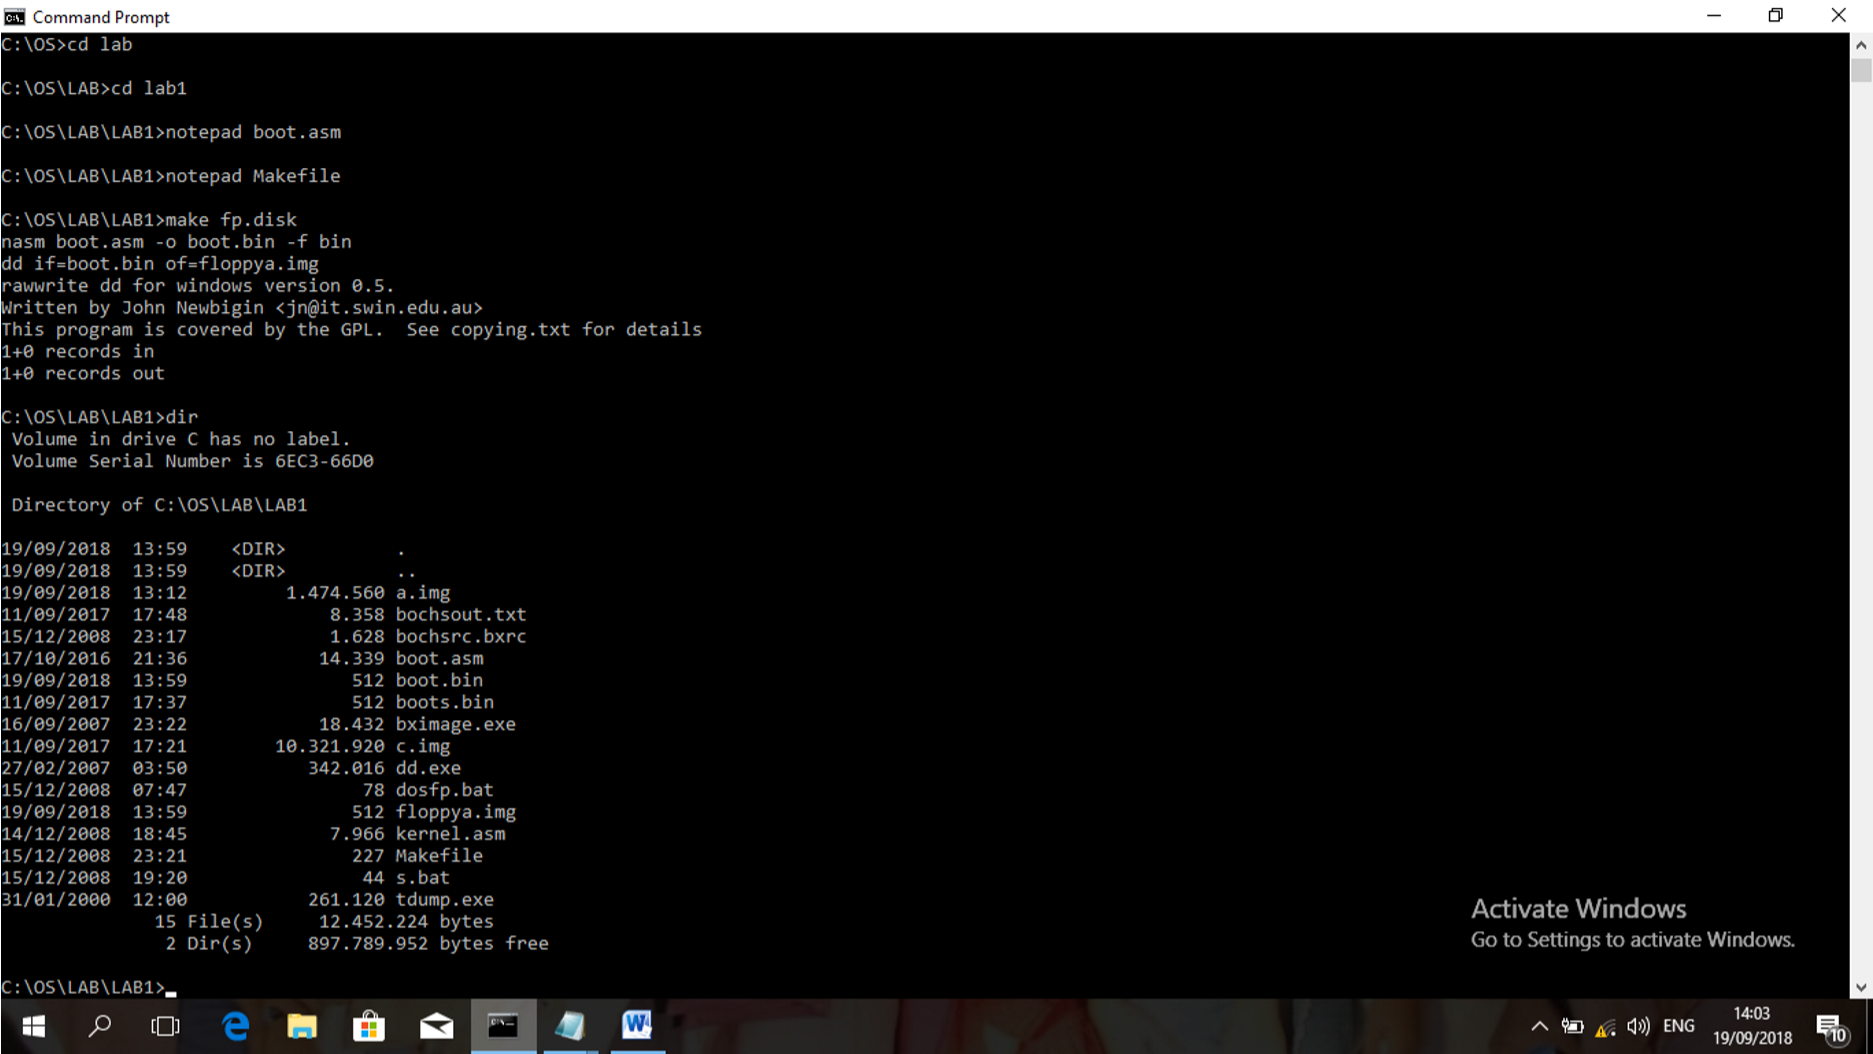 Command Prompt
C:\OS>cd lab
C:\OS\LAB>cd lab1
C:\OS\LAB\LAB1>notepad boot.asm
C:\OS\LAB\LAB1>notepad Makefile
C:\OS\LAB\LAB1>make fp.disk
nasm boot.asm -o boot.bin -f bin
dd if=boot.bin of=floppya.img
rawwrite dd for windows version 0.5.
Written by John Newbigin <jn@it.swin.edu.au>
This program is covered by the GPL.  See copying.txt for details
1+0 records in
1+0 records out
C:\OS\LAB\LAB1>dir
 Volume in drive C has no label.
 Volume Serial Number is 6EC3-66D0
 Directory of C:\OS\LAB\LAB1
19/09/2018  13:59    <DIR>          .
19/09/2018  13:59    <DIR>          ..
19/09/2018  13:12         1.474.560 a.img
11/09/2017  17:48             8.358 bochsout.txt
15/12/2008  23:17             1.628 bochsrc.bxrc
17/10/2016  21:36            14.339 boot.asm
19/09/2018  13:59               512 boot.bin
11/09/2017  17:37               512 boots.bin
16/09/2007  23:22            18.432 bximage.exe
11/09/2017  17:21        10.321.920 c.img
27/02/2007  03:50           342.016 dd.exe
15/12/2008  07:47                78 dosfp.bat
19/09/2018  13:59               512 floppya.img
14/12/2008  18:45             7.966 kernel.asm
15/12/2008  23:21               227 Makefile
15/12/2008  19:20                44 s.bat
31/01/2000  12:00           261.120 tdump.exe
              15 File(s)     12.452.224 bytes
               2 Dir(s)     897.789.952 bytes free
C:\OS\LAB\LAB1>
Activate Windows
Go to Settings to activate Windows.
ENG
14:03
19/09/2018
10